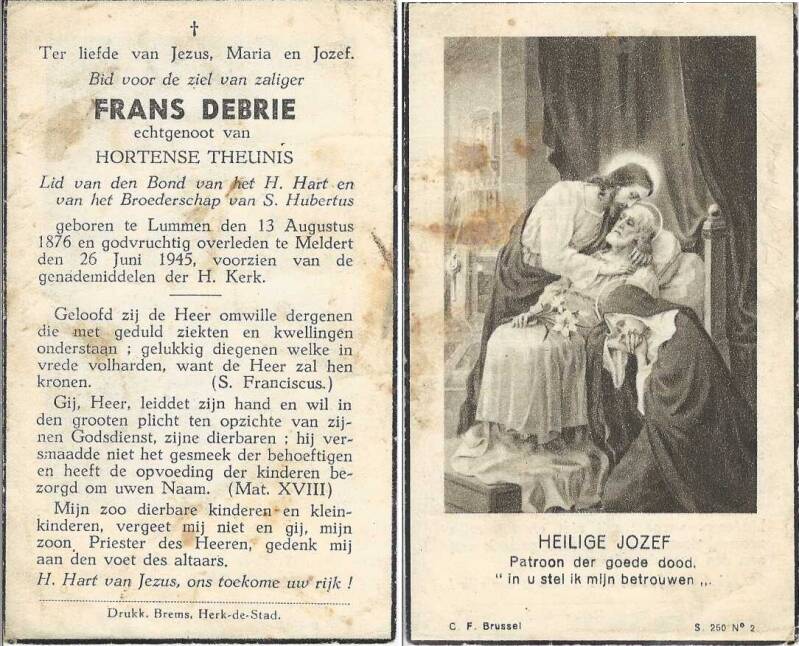 Ter liefde van Jezus, Maria en Jozef.
Bid voor de ziel van zaliger
FRANS DEBRIE
echtgenoot van
HORTENSE THEUNIS
Lid van den Bond van het H. Hart en
van het Broederschap van S. Hubertus
geboren te Lummen den 13 Augustus
1876 en godvruchtig overleden te Meldert
den 26 Juni 1945, voorzien van de
genademiddelen der H. Kerk.
Geloofd zij de Heer omwille dergenen
die met geduld ziekten en kwellingen
onderstaan ; gelukkig diegenen welke in
vrede volharden, want de Heer zal hen
kronen. (S. Franciscus.)
Gij, Heer, leiddet zijn hand en wil in
den grooten plicht ten opzichte van zij-
nen Godsdienst, zijne dierbaren ; hij ver-
smaadde niet het gesmeek der behoeftigen
en heeft de opvoeding der kinderen be-
zorgd om uwen Naam. (Mat. XVIII)
Mijn zoo dierbare kinderen en klein-
kinderen, vergeet mij niet en gij, mijn
zoon Priester des Heeren, gedenk mij
aan den voet des altaars.
H. Hart van Jezus, ons toekome uw rijk !
Drukk. Brems, Herk-de-Stad.
HEILIGE JOZEF
Patroon der goede dood.
" in u stel ik mijn betrouwen „.
C. F. Brussel S. 250 Nº 2.